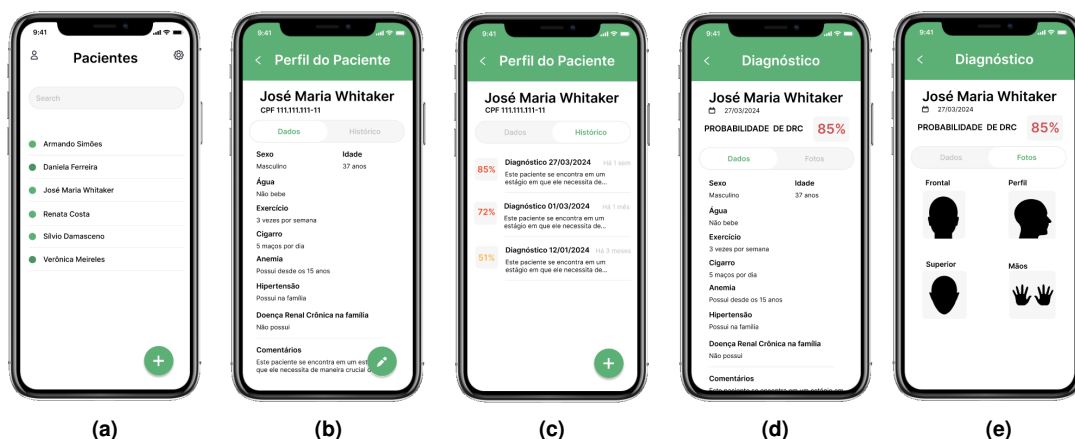 9:41
Pacientes
Search
Armando Simões
Daniela Ferreira
José Maria Whitaker
Renata Costa
Sílvio Damasceno
Verônica Meireles
+
(a)
9:41
< Perfil do Paciente
José Maria Whitaker
CPF 111.111.111-11
Dados Histórico
Sexo Idade
Masculino 37 anos
Água
Não bebe
Exercício
3 vezes por semana
Cigarro
5 maços por dia
Anemia
Possui desde os 15 anos
Hipertensão
Possui na família
Doença Renal Crônica na família
Não possui
Comentários
Este paciente se encontra em um est
que ele necessita de maneira crucial
(b)
9:41
< Perfil do Paciente
José Maria Whitaker
CPF 111.111.111-11
Dados Histórico
85% Diagnóstico 27/03/2024 Há 1 sem
Este paciente se encontra em um
estágio em que ele necessita de...
72% Diagnóstico 01/03/2024 Há 1 mês
Este paciente se encontra em um
estágio em que ele necessita de...
51% Diagnóstico 12/01/2024 Há 3 meses
Este paciente se encontra em um
estágio em que ele necessita de...
+
(c)
9:41
< Diagnóstico
José Maria Whitaker
27/03/2024
PROBABILIDADE DE DRC 85%
Dados Fotos
Sexo Idade
Masculino 37 anos
Água
Não bebe
Exercício
3 vezes por semana
Cigarro
5 maços por dia
Anemia
Possui desde os 15 anos
Hipertensão
Possui na família
Doença Renal Crônica na família
Não possui
Comentários
Este paciente se encontra em um estágio em
(d)
9:41
< Diagnóstico
José Maria Whitaker
27/03/2024
PROBABILIDADE DE DRC 85%
Dados Fotos
Frontal Perfil
Superior Mãos
(e)